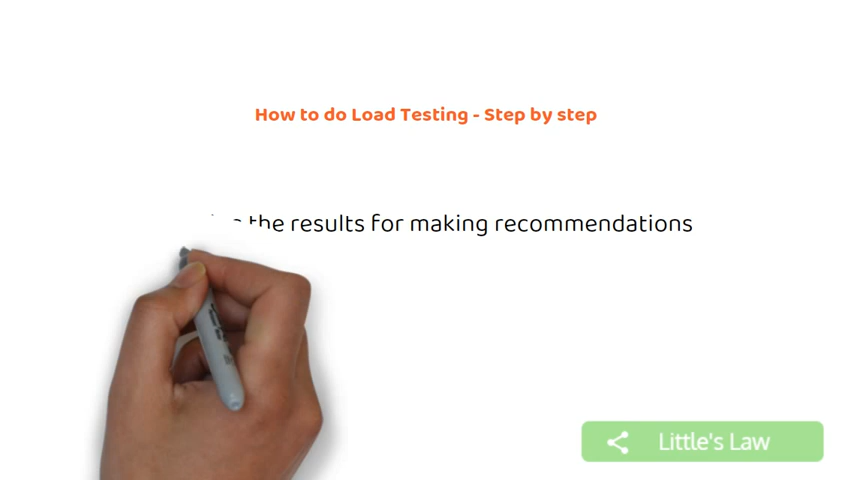 How to do Load Testing - Step by step
the results for making recommendations
Little's Law